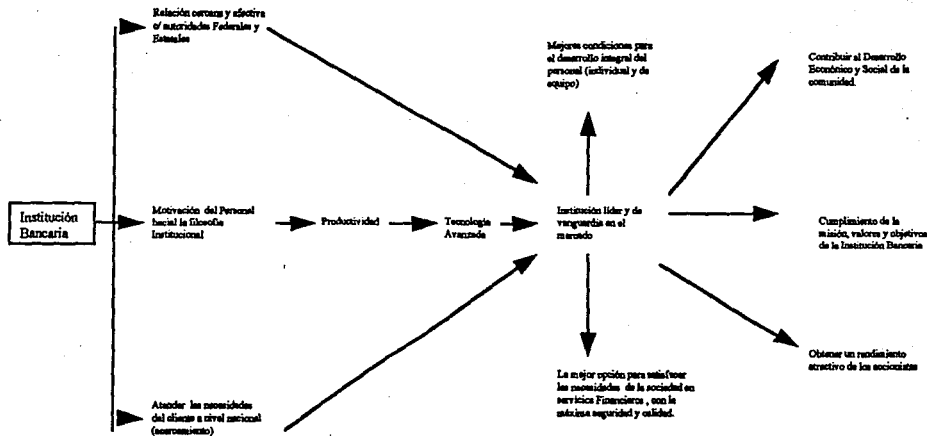 Relación cercana y efectiva
c/ autoridades Federales y
Estatales
Mejores condiciones para
el desarrollo integral del
personal (individual y de
equipo)
Contribuir al Desarrollo
Económico y Social de la
comunidad.
Institución
Bancaria
Motivación del Personal
hacial la filosofía
Institucional
Productividad
Tecnología
Avanzada
Institución líder y de
vanguardia en el
mercado
Cumplimiento de la
misión, valores y objetivos
de la Institución Bancaria
Obtener un rendimiento
atractivo de los accionistas
La mejor opción para satisfacer
las necesidades de la sociedad en
servicios Financieros , con la
máxima seguridad y calidad.
Atender las necesidades
del cliente a nivel nacional
(acercamiento)